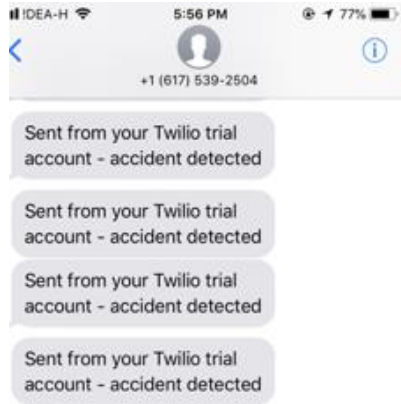 !DEA-H 5:56 PM 77%
+1 (617) 539-2504
Sent from your Twilio trial
account - accident detected
Sent from your Twilio trial
account - accident detected
Sent from your Twilio trial
account - accident detected
Sent from your Twilio trial
account - accident detected